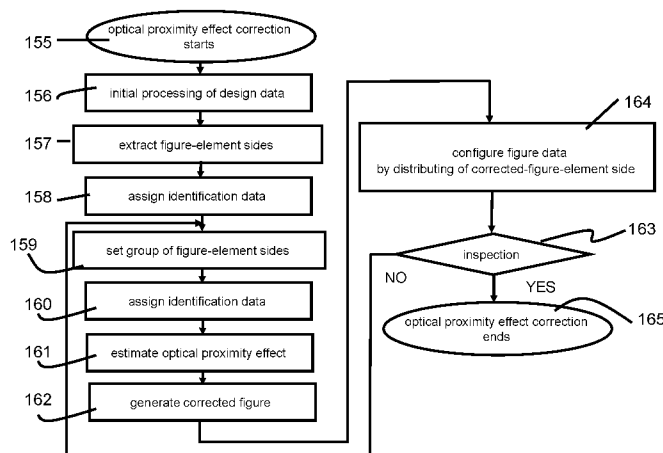 155
optical proximity effect correction
starts
156
initial processing of design data
157
extract figure-element sides
158
assign identification data
159
set group of figure-element sides
160
assign identification data
161
estimate optical proximity effect
162
generate corrected figure
164
configure figure data
by distributing of corrected-figure-element side
163
inspection
NO
YES
165
optical proximity effect correction
ends